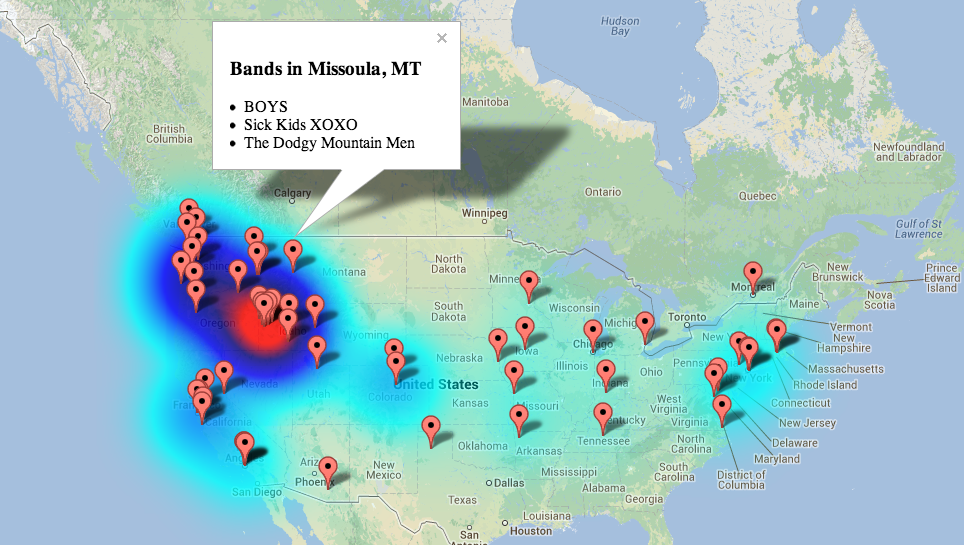 Hudson
Bay
×
Bands in Missoula, MT
• BOYS
• Sick Kids XOXO
• The Dodgy Mountain Men
Manitoba
British
Columbia
Newfoundland
and Labrador
Calgary
Ontario
Quebec
Winnipeg
Gulf of St
Lawrence
North
Dakota
Montana
New
Brunswick
Prince
Edward
Island
Montreal
Nova
Scotia
Maine
South
Dakota
Wisconsin
Toronto
Oregon
Wyoming
Vermont
New
Hampshire
Chicago
New
Nebraska
Iowa
Illinois
Ohio
Massachusetts
New York
Rhode Island
Nevada
Utah
United States
Colorado
Kansas
Missouri
West
Virginia
Virginia
Connecticut
California
New Jersey
Kentucky
Oklahoma
Tennessee
North
Carolina
Delaware
Maryland
Arkansas
District of
Columbia
Phoenix
New
Mexico
San Diego
Mississippi
South
Carolina
Dallas
Alabama
Georgia
Texas
Louisiana
Houston
San